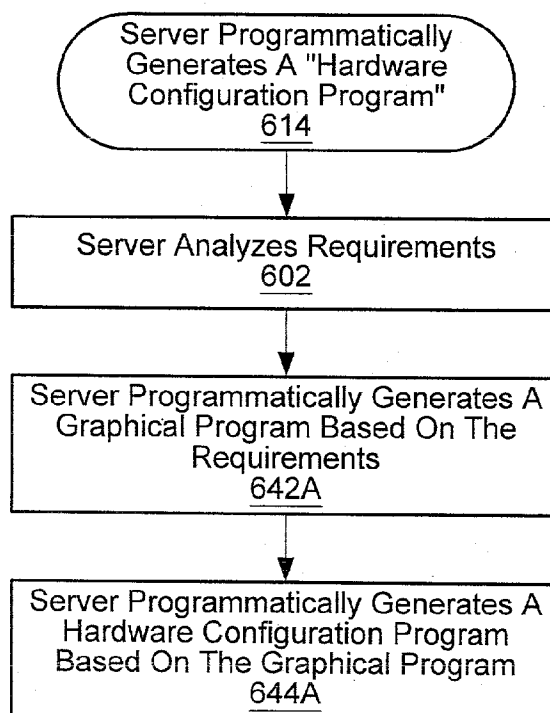 Server Programmatically
Generates A "Hardware
Configuration Program"
614
Server Analyzes Requirements
602
Server Programmatically Generates A
Graphical Program Based On The
Requirements
642A
Server Programmatically Generates A
Hardware Configuration Program
Based On The Graphical Program
644A